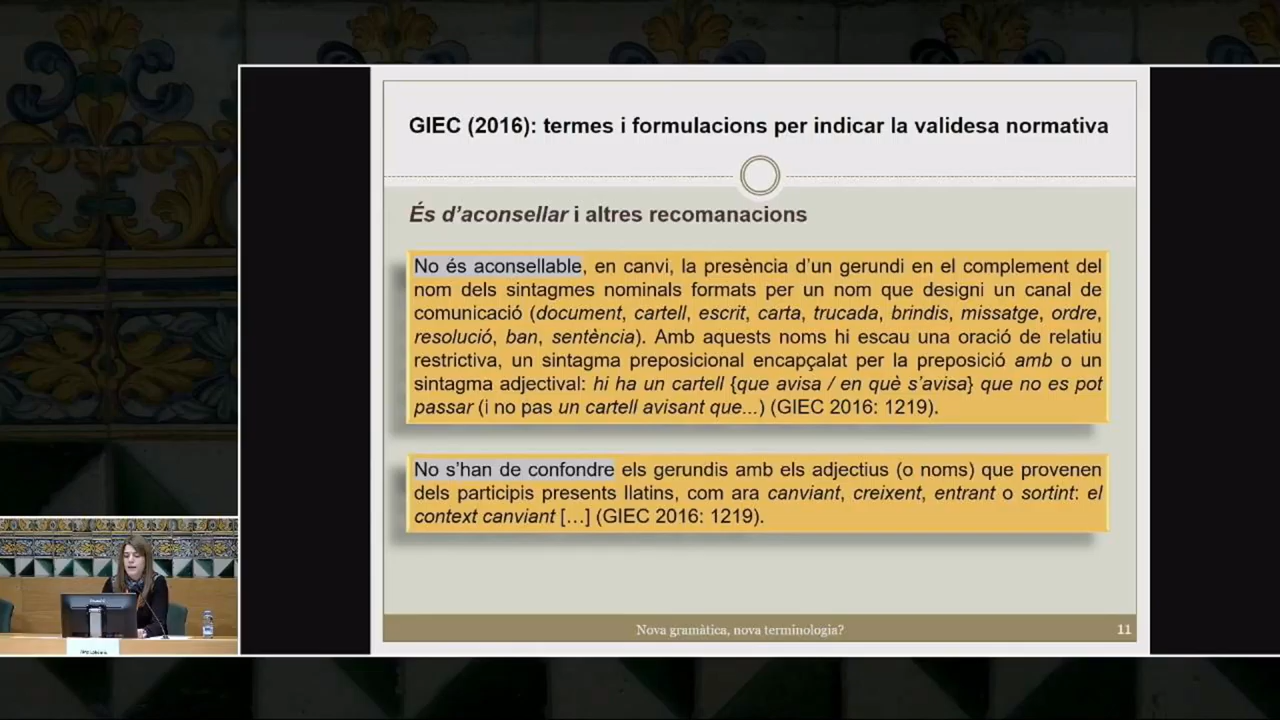 GIEC (2016): termes i formulacions per indicar la validesa normativa
És d’aconsellar i altres recomanacions
No és aconsellable, en canvi, la presència d’un gerundi en el complement del
nom dels sintagmes nominals formats per un nom que designi un canal de
comunicació (document, cartell, escrit, carta, trucada, brindis, missatge, ordre,
resolució, ban, sentència). Amb aquests noms hi escau una oració de relatiu
restrictiva, un sintagma preposicional encapçalat per la preposició amb o un
sintagma adjectival: hi ha un cartell {que avisa / en què s’avisa} que no es pot
passar (i no pas un cartell avisant que...) (GIEC 2016: 1219).
No s’han de confondre els gerundis amb els adjectius (o noms) que provenen
dels participis presents llatins, com ara canviant, creixent, entrant o sortint: el
context canviant […] (GIEC 2016: 1219).
Nova gramàtica, nova terminologia?
11